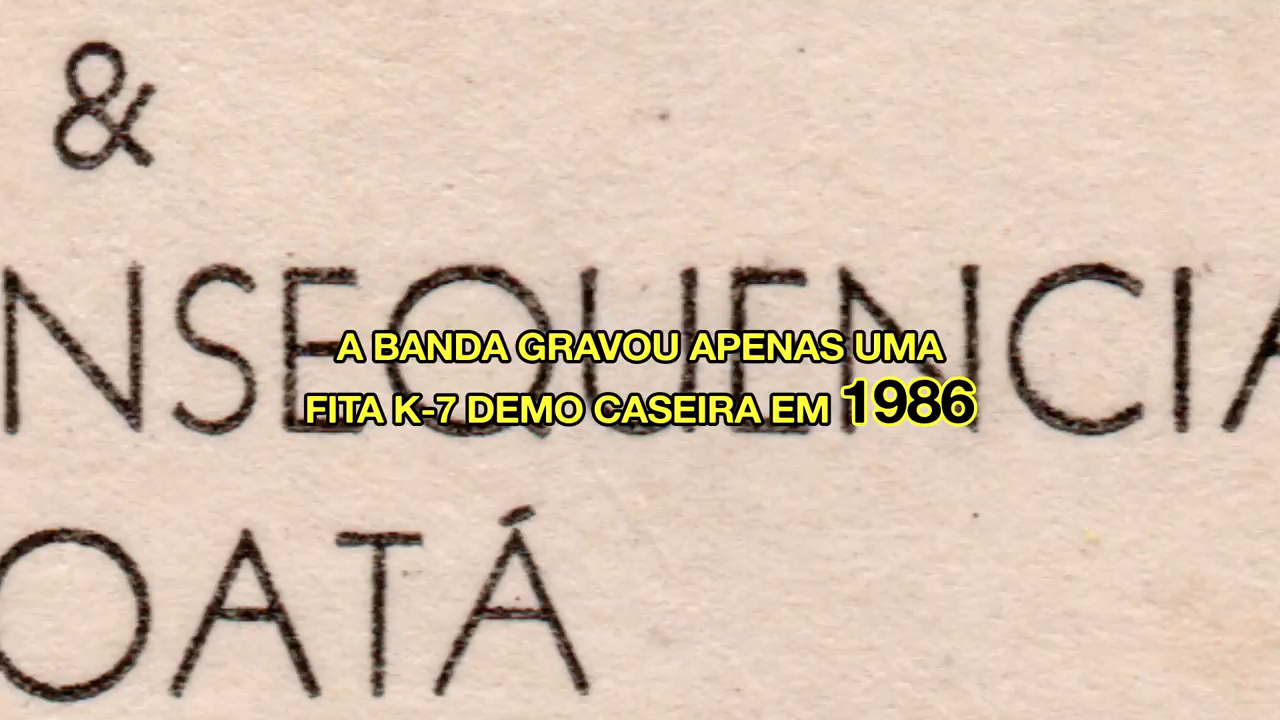 &
NSEQUENCIA
A BANDA GRAVOU APENAS UMA
FITA K-7 DEMO CASEIRA EM 1986
OATÁ